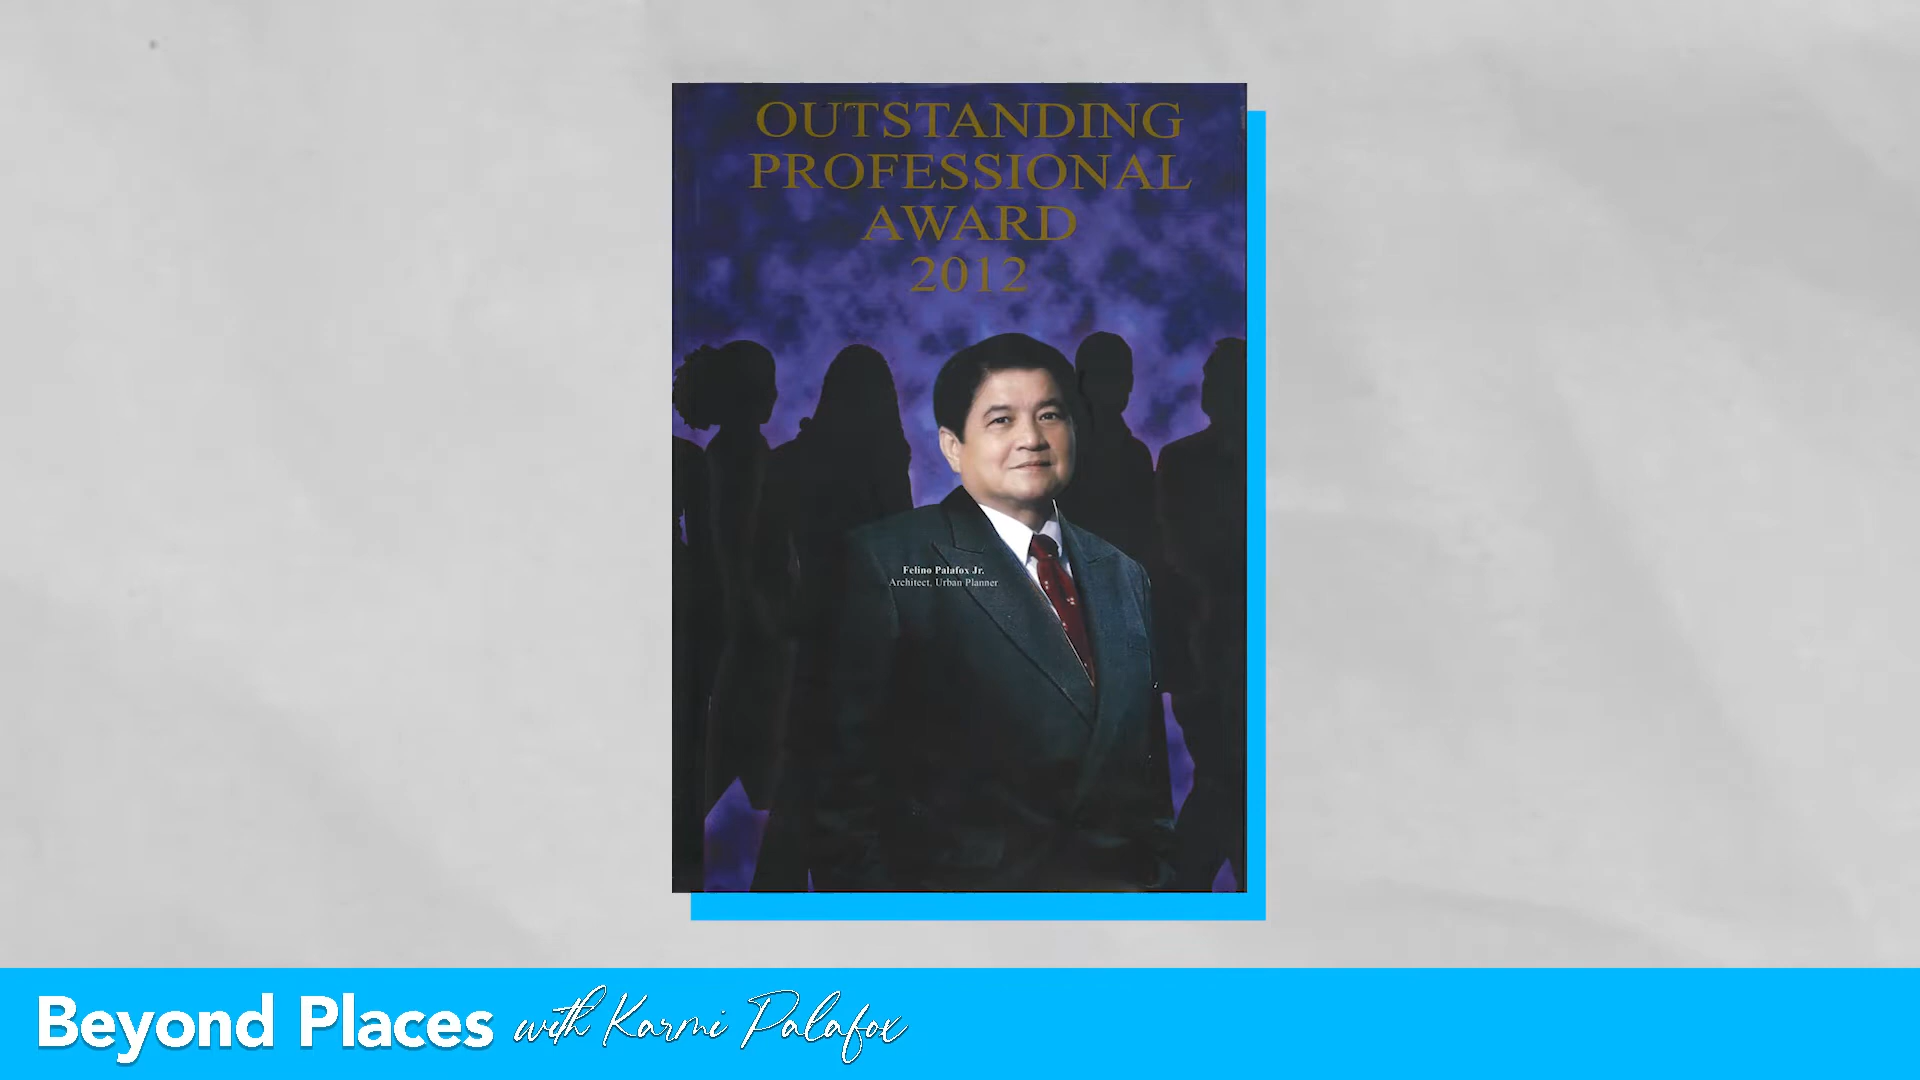 OUTSTANDING
PROFESSIONAL
AWARD
2012
Felino Palafox Jr.
Architect, Urban Planner
Beyond Places with Karmi Palafox